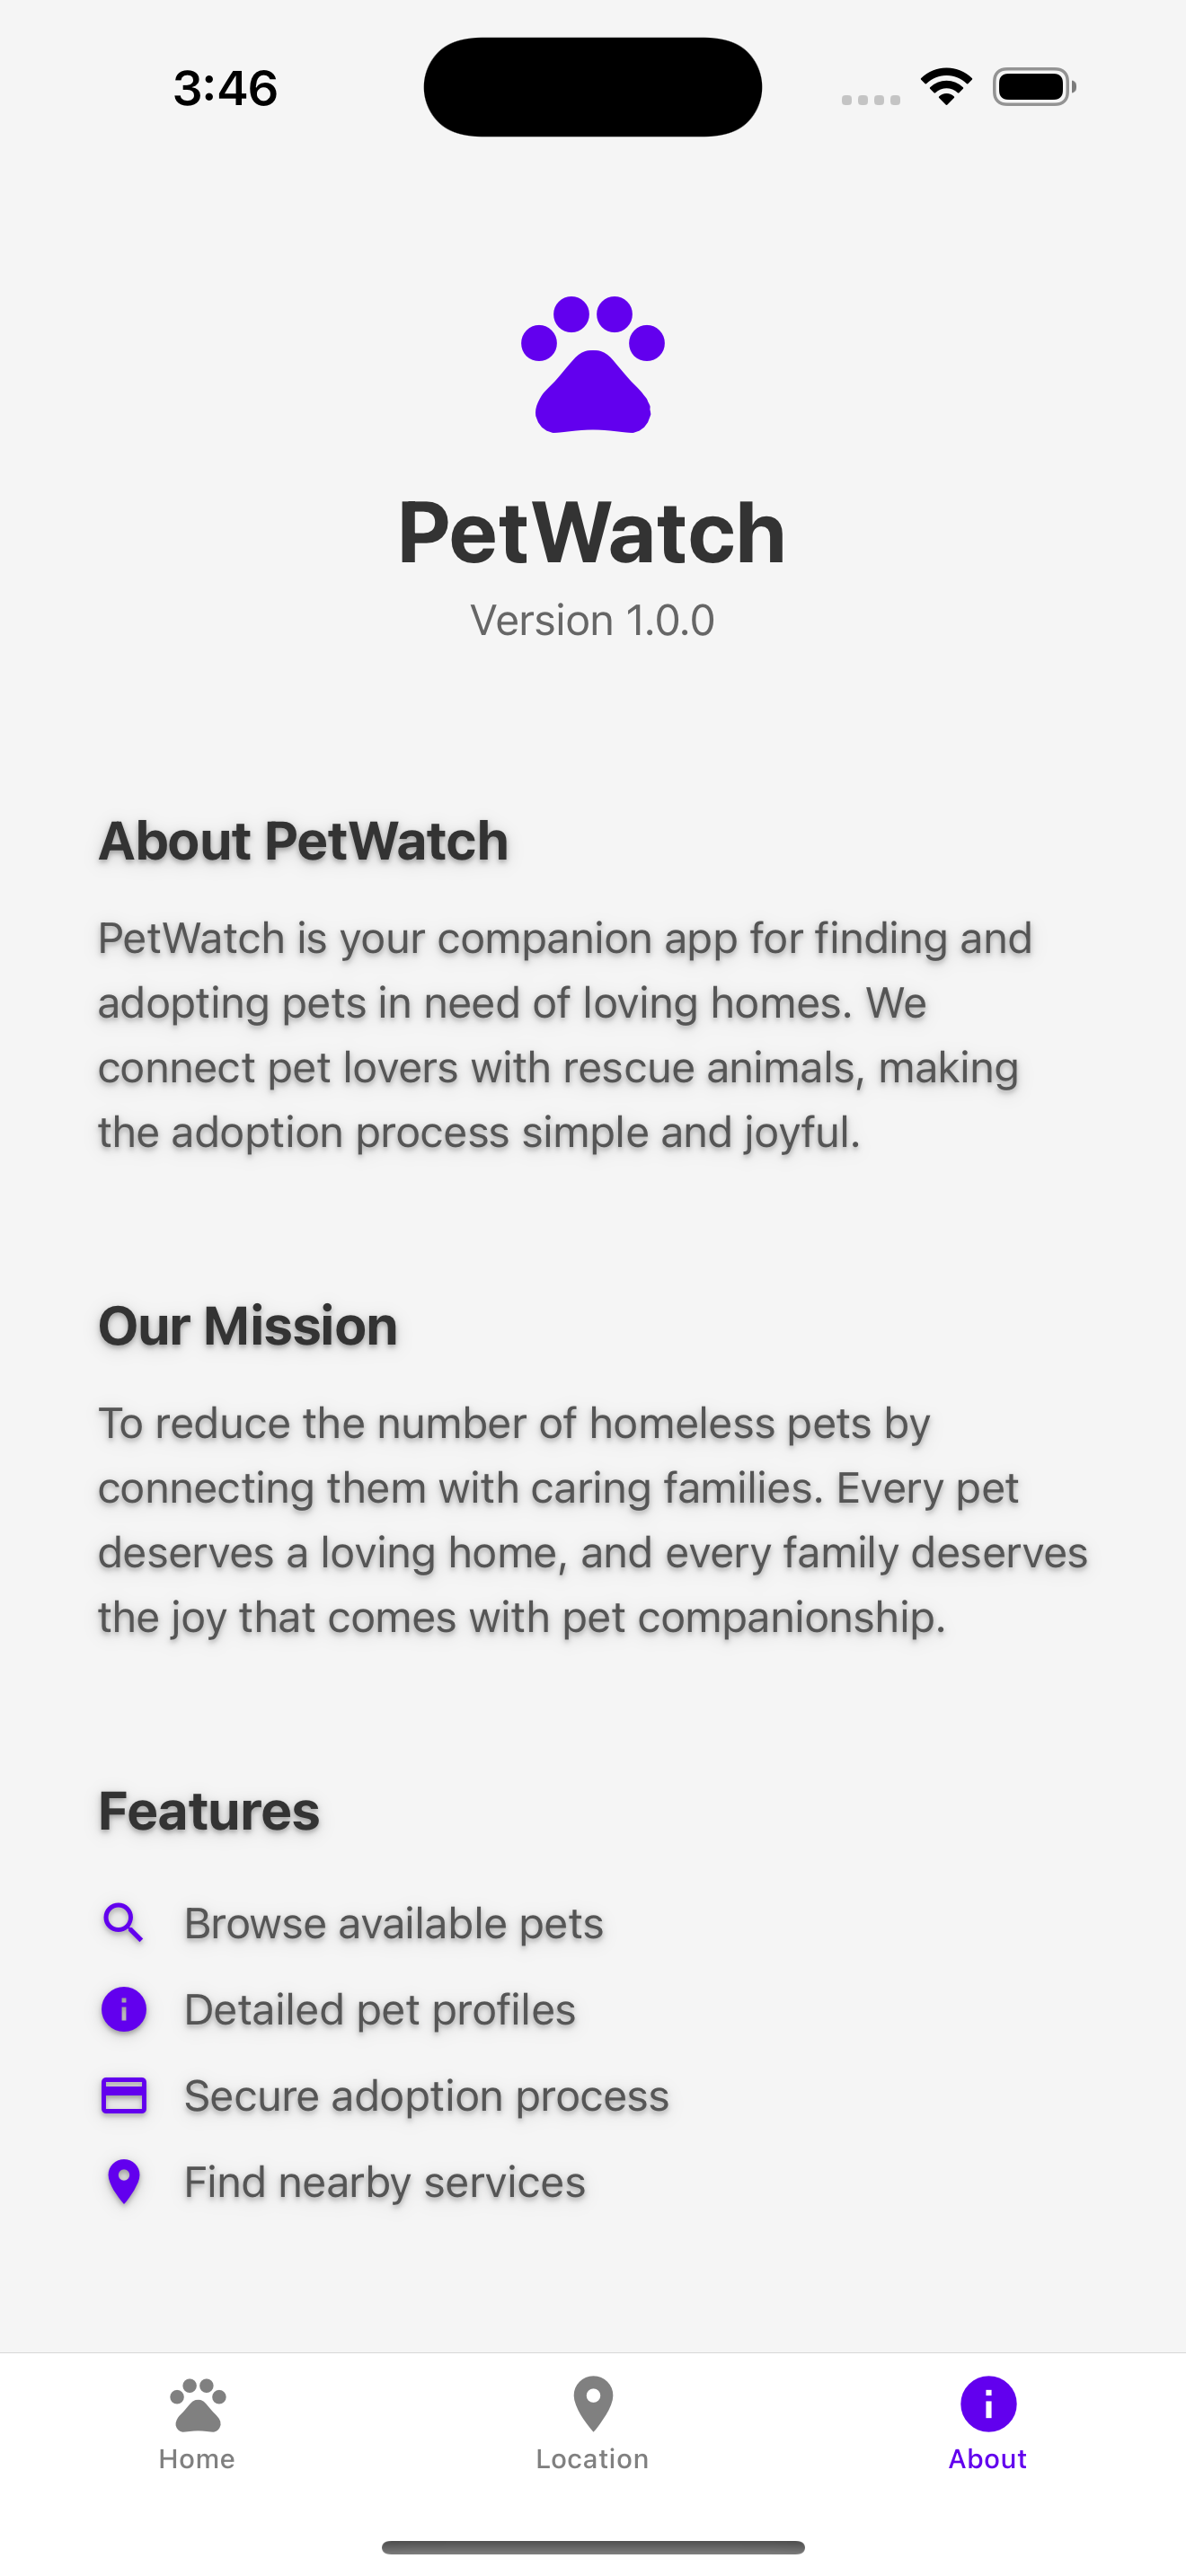 3:46
PetWatch
Version 1.0.0
About PetWatch
PetWatch is your companion app for finding and
adopting pets in need of loving homes. We
connect pet lovers with rescue animals, making
the adoption process simple and joyful.
Our Mission
To reduce the number of homeless pets by
connecting them with caring families. Every pet
deserves a loving home, and every family deserves
the joy that comes with pet companionship.
Features
Browse available pets
Detailed pet profiles
Secure adoption process
Find nearby services
Home
Location
About